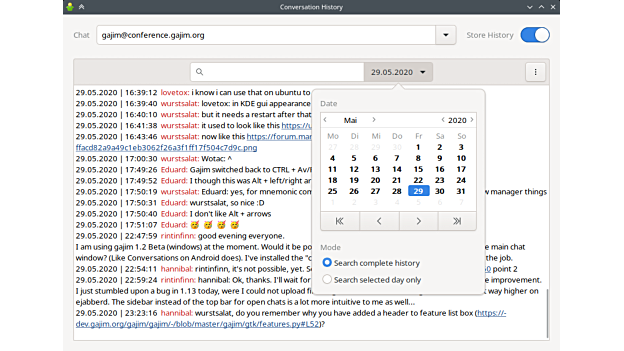 Conversation History
Chat gajim@conference.gajim.org Store History
29.05.2020
29.05.2020 | 16:39:12 lovetox: i know i can use that on ubuntu to
29.05.2020 | 16:39:40 wurstsalat: lovetox: in KDE gui appearance
29.05.2020 | 16:40:10 wurstsalat: but it needs a restart after that
29.05.2020 | 16:41:38 wurstsalat: it used to look like this https://u
29.05.2020 | 16:43:46 wurstsalat: now like this https://forum.mar
ffacd82a9a49c1eb3062f26a3f1ff17f504c7d9c.png
29.05.2020 | 17:00:30 wurstsalat: Wotac: ^
29.05.2020 | 17:49:26 Eduard: Gajim switched back to CTRL + Av/P
29.05.2020 | 17:49:52 Eduard: I though this was Alt + left/right ar
29.05.2020 | 17:50:19 wurstsalat: Eduard: yes, for mnemonic com w manager things
29.05.2020 | 17:50:31 Eduard: wurstsalat, so nice :D
29.05.2020 | 17:50:40 Eduard: I don't like Alt + arrows
29.05.2020 | 17:51:07 Eduard: 🥳 🥳 🥳 🥳
29.05.2020 | 22:47:59 rintinfinn: good evening everyone.
I am using gajim 1.2 Beta (windows) at the moment. Would it be po he main chat
window? (Like Conversations on Android does). I've installed the "c the job.
29.05.2020 | 22:54:11 hannibal: rintinfinn, it's not possible, yet. S 50 point 2
29.05.2020 | 22:59:24 rintinfinn: hannibal: Ok, thanks. I'll wait for e improvement.
I just stumbled upon a bug in 1.13 today, were I could not upload fi way higher on
ejabberd. The sidebar instead of the top bar for open chats is a lot more intuitive to me as well...
29.05.2020 | 23:23:16 hannibal: wurstsalat, do you remember why you have added a header to feature list box (https://-
dev.gajim.org/gajim/gajim/-/blob/master/gajim/gtk/features.py#L52)?
Date
Mai 2020
Mo Di Mi Do Fr Sa So
27 28 29 30 1 2 3
4 5 6 7 8 9 10
11 12 13 14 15 16 17
18 19 20 21 22 23 24
25 26 27 28 29 30 31
1 2 3 4 5 6 7
Mode
Search complete history
Search selected day only